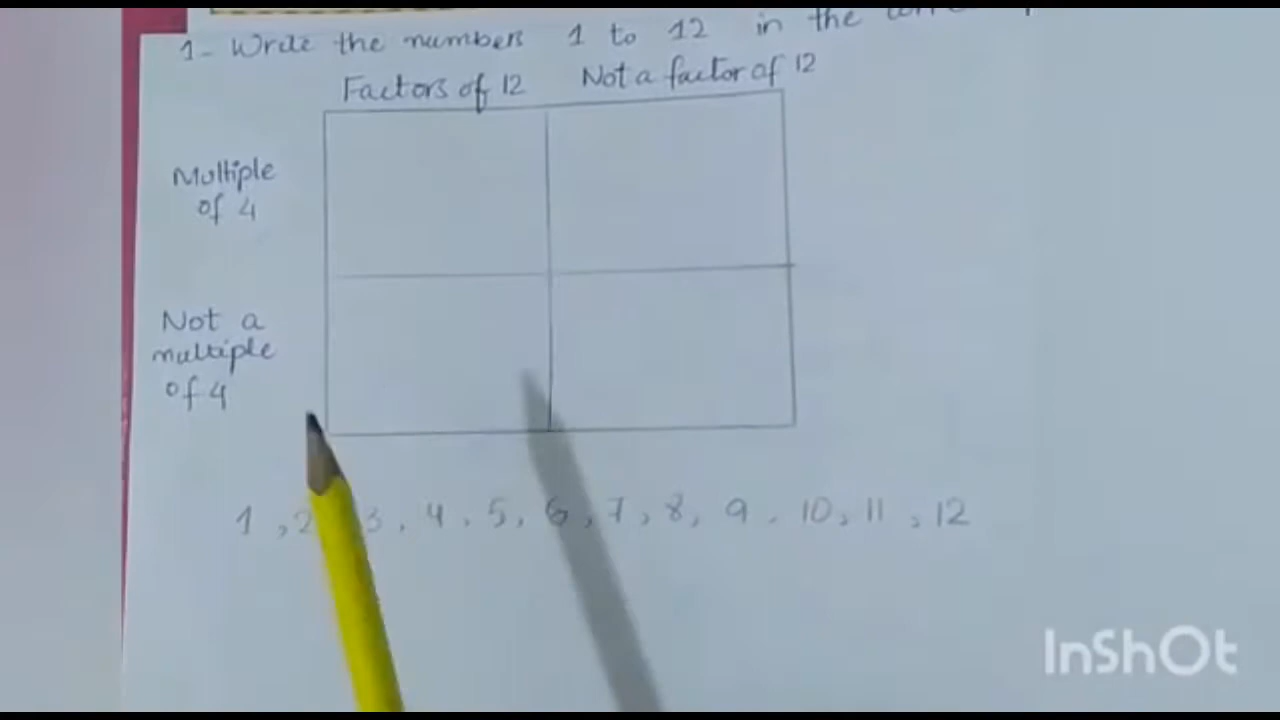 1- Write the numbers 1 to 12 in the
Factors of 12 Not a factor of 12
Multiple
of 4
Not a
multiple
of 4
1, 2 3, 4, 5, 6, 7, 8, 9, 10, 11, 12
InShOt